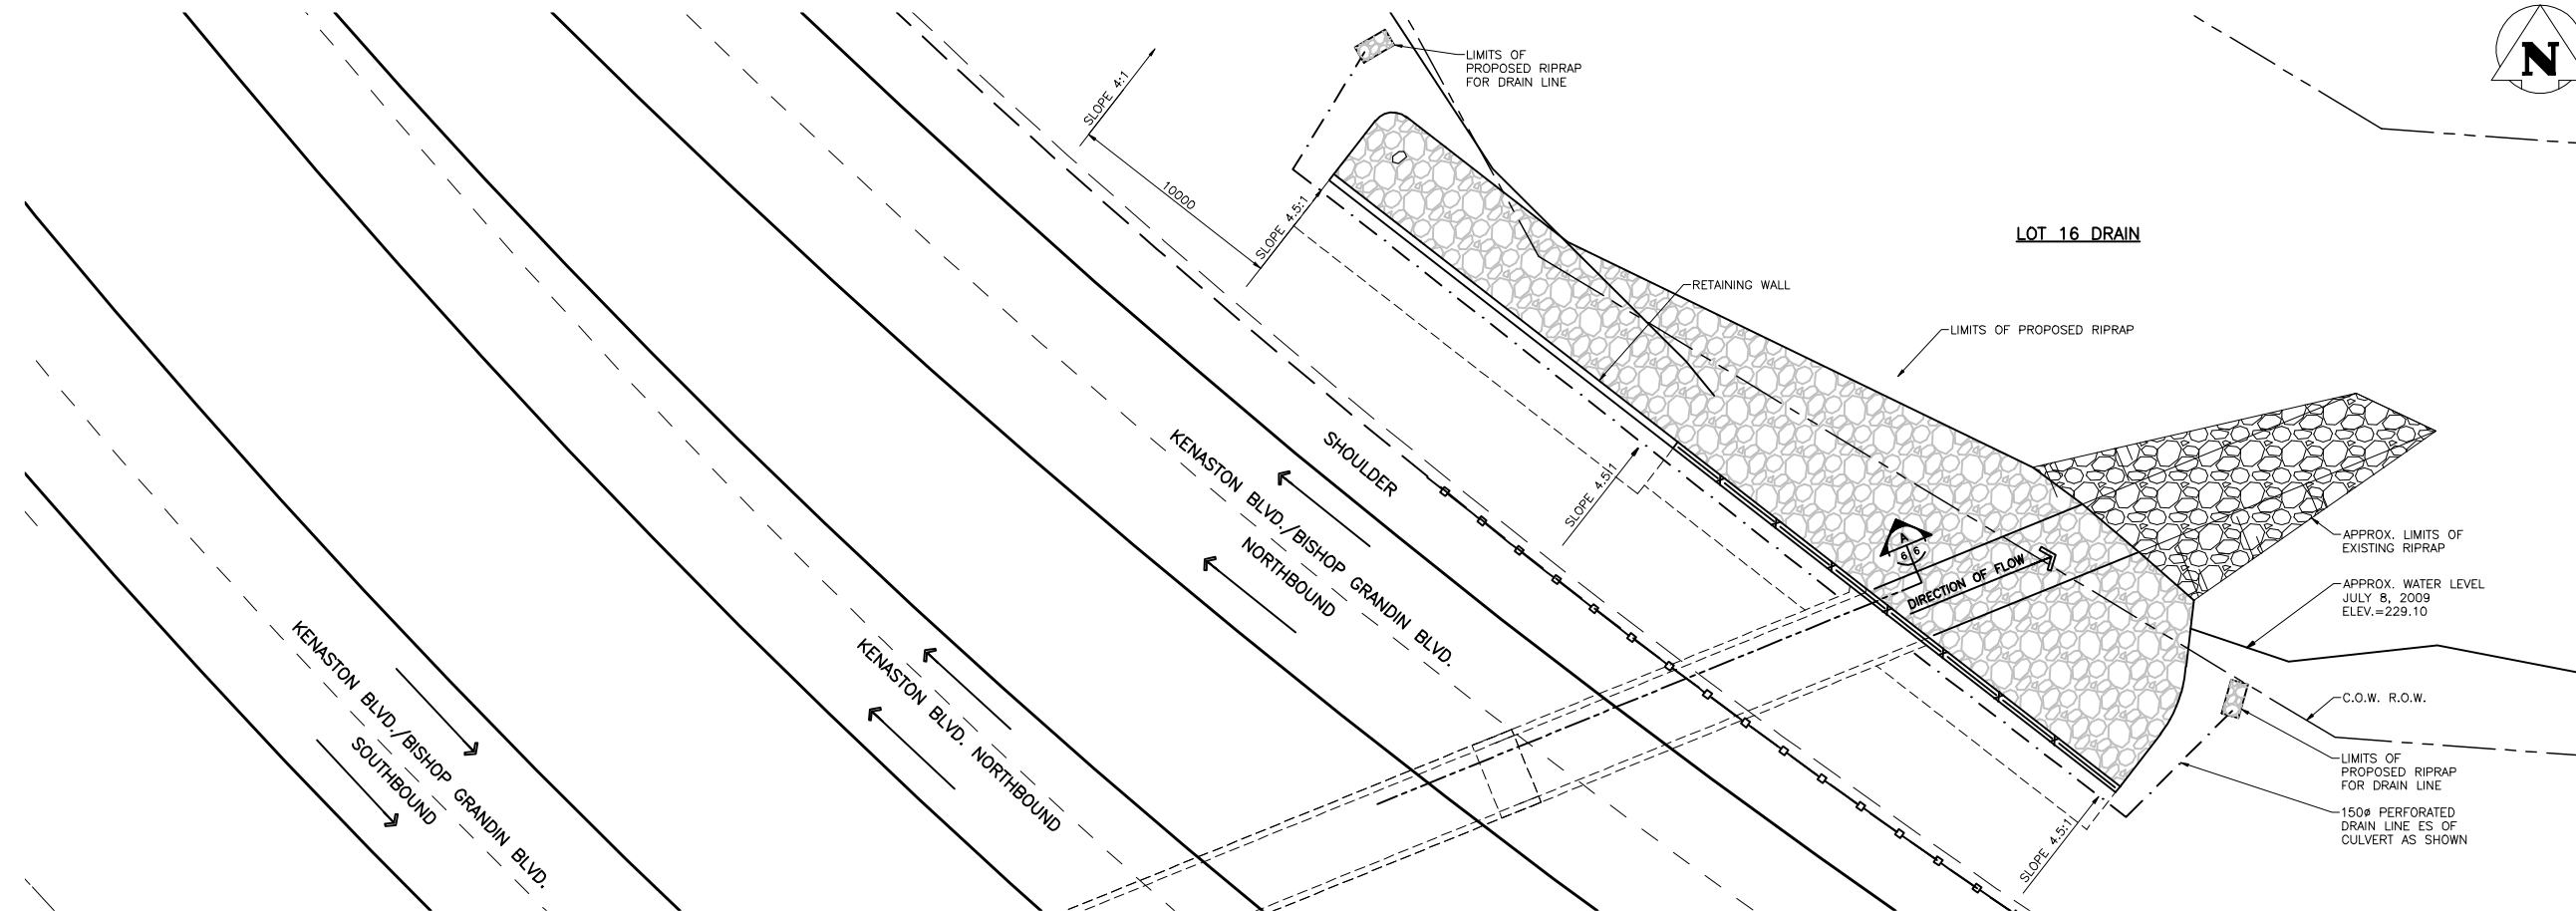 N
LIMITS OF
PROPOSED RIPRAP
FOR DRAIN LINE
SLOPE 4:1
10000
SLOPE 4.5:1
LOT 16 DRAIN
RETAINING WALL
LIMITS OF PROPOSED RIPRAP
SHOULDER
KENASTON BLVD./BISHOP GRANDIN BLVD.
NORTHBOUND
SLOPE 4.5:1
A
6 6
DIRECTION OF FLOW
APPROX. LIMITS OF
EXISTING RIPRAP
APPROX. WATER LEVEL
JULY 8, 2009
ELEV.=229.10
KENASTON BLVD./BISHOP GRANDIN BLVD.
SOUTHBOUND
KENASTON BLVD. NORTHBOUND
C.O.W. R.O.W.
LIMITS OF
PROPOSED RIPRAP
FOR DRAIN LINE
150ø PERFORATED
DRAIN LINE ES OF
CULVERT AS SHOWN
SLOPE 4.5:1